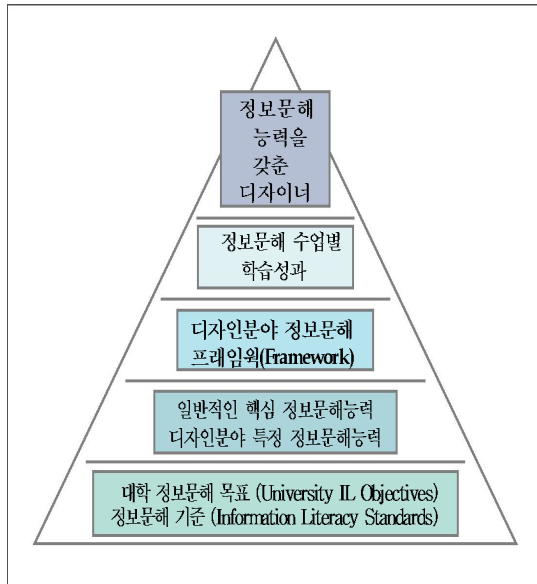 정보문해
능력을
갖춘
디자이너
정보문해 수업별
학습성과
디자인분야 정보문해
프래임웍(Framework)
일반적인 핵심 정보문해능력
디자인분야 특정 정보문해능력
대학 정보문해 목표 (University IL Objectives)
정보문해 기준 (Information Literacy Standards)